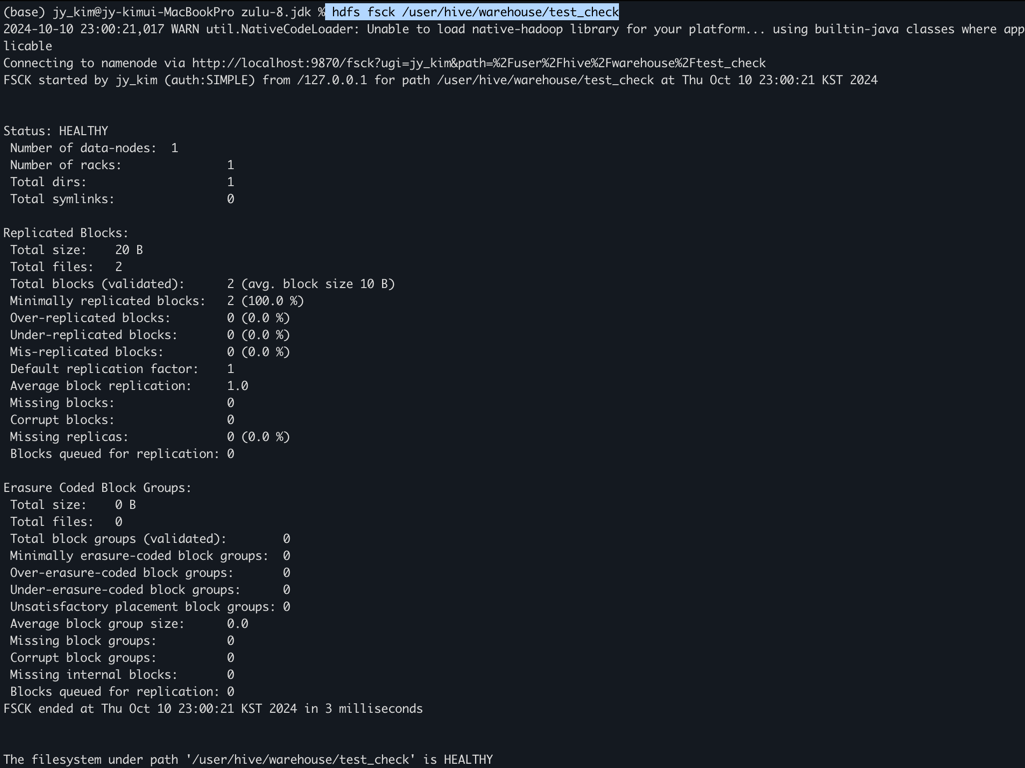 (base) jy_kim@jy-kimui-MacBookPro zulu-8.jdk % hdfs fsck /user/hive/warehouse/test_check
2024-10-10 23:00:21,017 WARN util.NativeCodeLoader: Unable to load native-hadoop library for your platform... using builtin-java classes where app
licable
Connecting to namenode via http://localhost:9870/fsck?ugi=jy_kim&path=%2Fuser%2Fhive%2Fwarehouse%2Ftest_check
FSCK started by jy_kim (auth:SIMPLE) from /127.0.0.1 for path /user/hive/warehouse/test_check at Thu Oct 10 23:00:21 KST 2024
Status: HEALTHY
Number of data-nodes: 1
Number of racks: 1
Total dirs: 1
Total symlinks: 0
Replicated Blocks:
Total size: 20 B
Total files: 2
Total blocks (validated): 2 (avg. block size 10 B)
Minimally replicated blocks: 2 (100.0 %)
Over-replicated blocks: 0 (0.0 %)
Under-replicated blocks: 0 (0.0 %)
Mis-replicated blocks: 0 (0.0 %)
Default replication factor: 1
Average block replication: 1.0
Missing blocks: 0
Corrupt blocks: 0
Missing replicas: 0 (0.0 %)
Blocks queued for replication: 0
Erasure Coded Block Groups:
Total size: 0 B
Total files: 0
Total block groups (validated): 0
Minimally erasure-coded block groups: 0
Over-erasure-coded block groups: 0
Under-erasure-coded block groups: 0
Unsatisfactory placement block groups: 0
Average block group size: 0.0
Missing block groups: 0
Corrupt block groups: 0
Missing internal blocks: 0
Blocks queued for replication: 0
FSCK ended at Thu Oct 10 23:00:21 KST 2024 in 3 milliseconds
The filesystem under path '/user/hive/warehouse/test_check' is HEALTHY